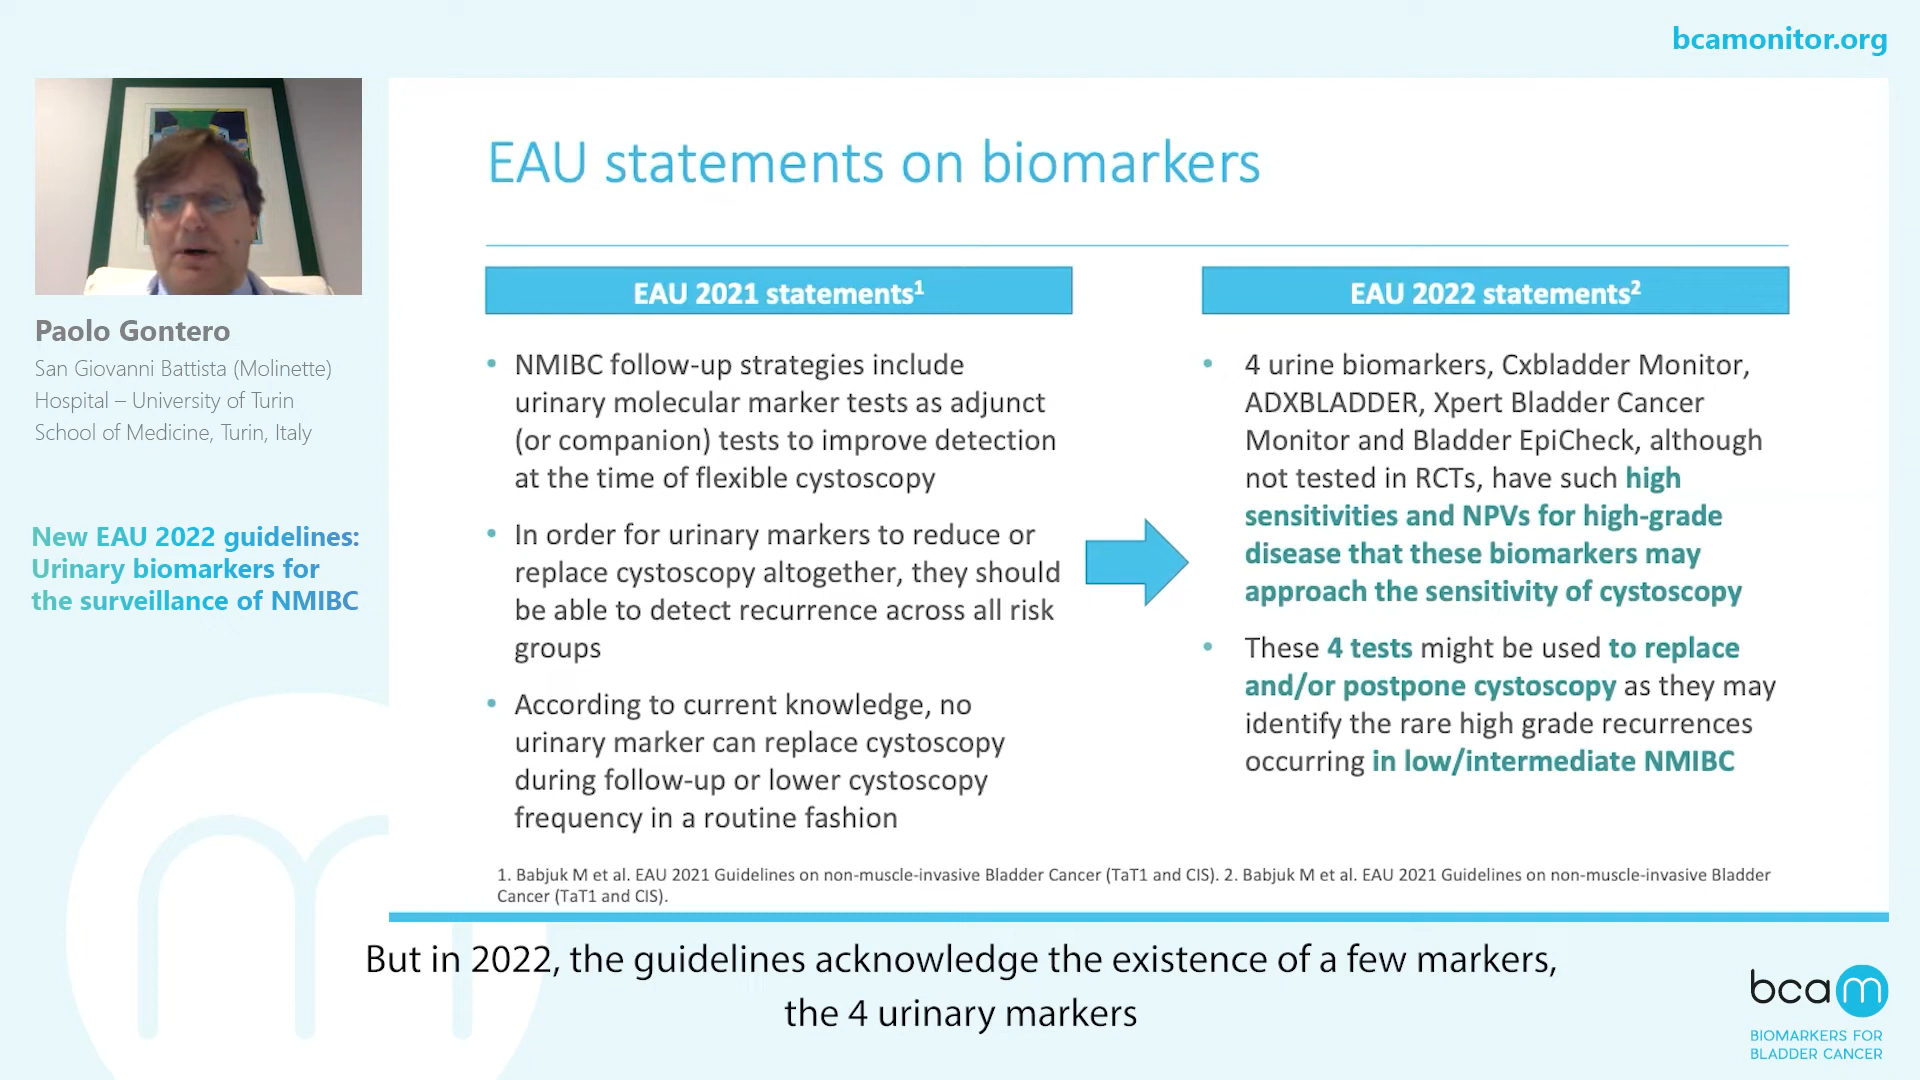 bcamonitor.org
Paolo Gontero
San Giovanni Battista (Molinette)
Hospital – University of Turin
School of Medicine, Turin, Italy
New EAU 2022 guidelines:
Urinary biomarkers for
the surveillance of NMIBC
EAU statements on biomarkers
EAU 2021 statements¹
• NMIBC follow-up strategies include
urinary molecular marker tests as adjunct
(or companion) tests to improve detection
at the time of flexible cystoscopy
• In order for urinary markers to reduce or
replace cystoscopy altogether, they should
be able to detect recurrence across all risk
groups
• According to current knowledge, no
urinary marker can replace cystoscopy
during follow-up or lower cystoscopy
frequency in a routine fashion
EAU 2022 statements²
• 4 urine biomarkers, Cxbladder Monitor,
ADXBLADDER, Xpert Bladder Cancer
Monitor and Bladder EpiCheck, although
not tested in RCTs, have such high
sensitivities and NPVs for high-grade
disease that these biomarkers may
approach the sensitivity of cystoscopy
• These 4 tests might be used to replace
and/or postpone cystoscopy as they may
identify the rare high grade recurrences
occurring in low/intermediate NMIBC
1. Babjuk M et al. EAU 2021 Guidelines on non-muscle-invasive Bladder Cancer (TaT1 and CIS). 2. Babjuk M et al. EAU 2021 Guidelines on non-muscle-invasive Bladder
Cancer (TaT1 and CIS).
But in 2022, the guidelines acknowledge the existence of a few markers,
the 4 urinary markers
bcam
BIOMARKERS FOR
BLADDER CANCER